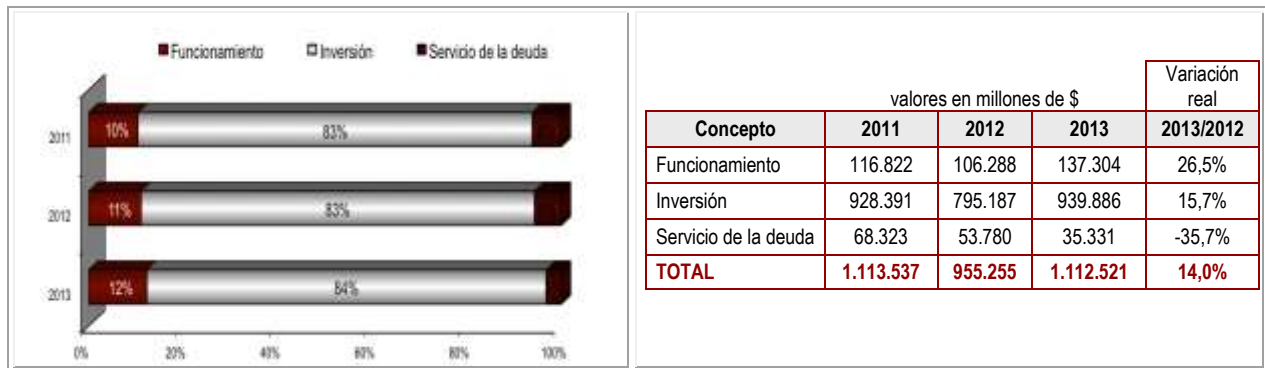 Funcionamiento Inversión Servicio de la deuda
2011 10% 83%
2012 11% 83%
2013 12% 84%
0% 20% 40% 60% 80% 100%
Variación
valores en millones de $ real
Concepto 2011 2012 2013 2013/2012
Funcionamiento 116.822 106.288 137.304 26,5%
Inversión 928.391 795.187 939.886 15,7%
Servicio de la deuda 68.323 53.780 35.331 -35,7%
TOTAL 1.113.537 955.255 1.112.521 14,0%